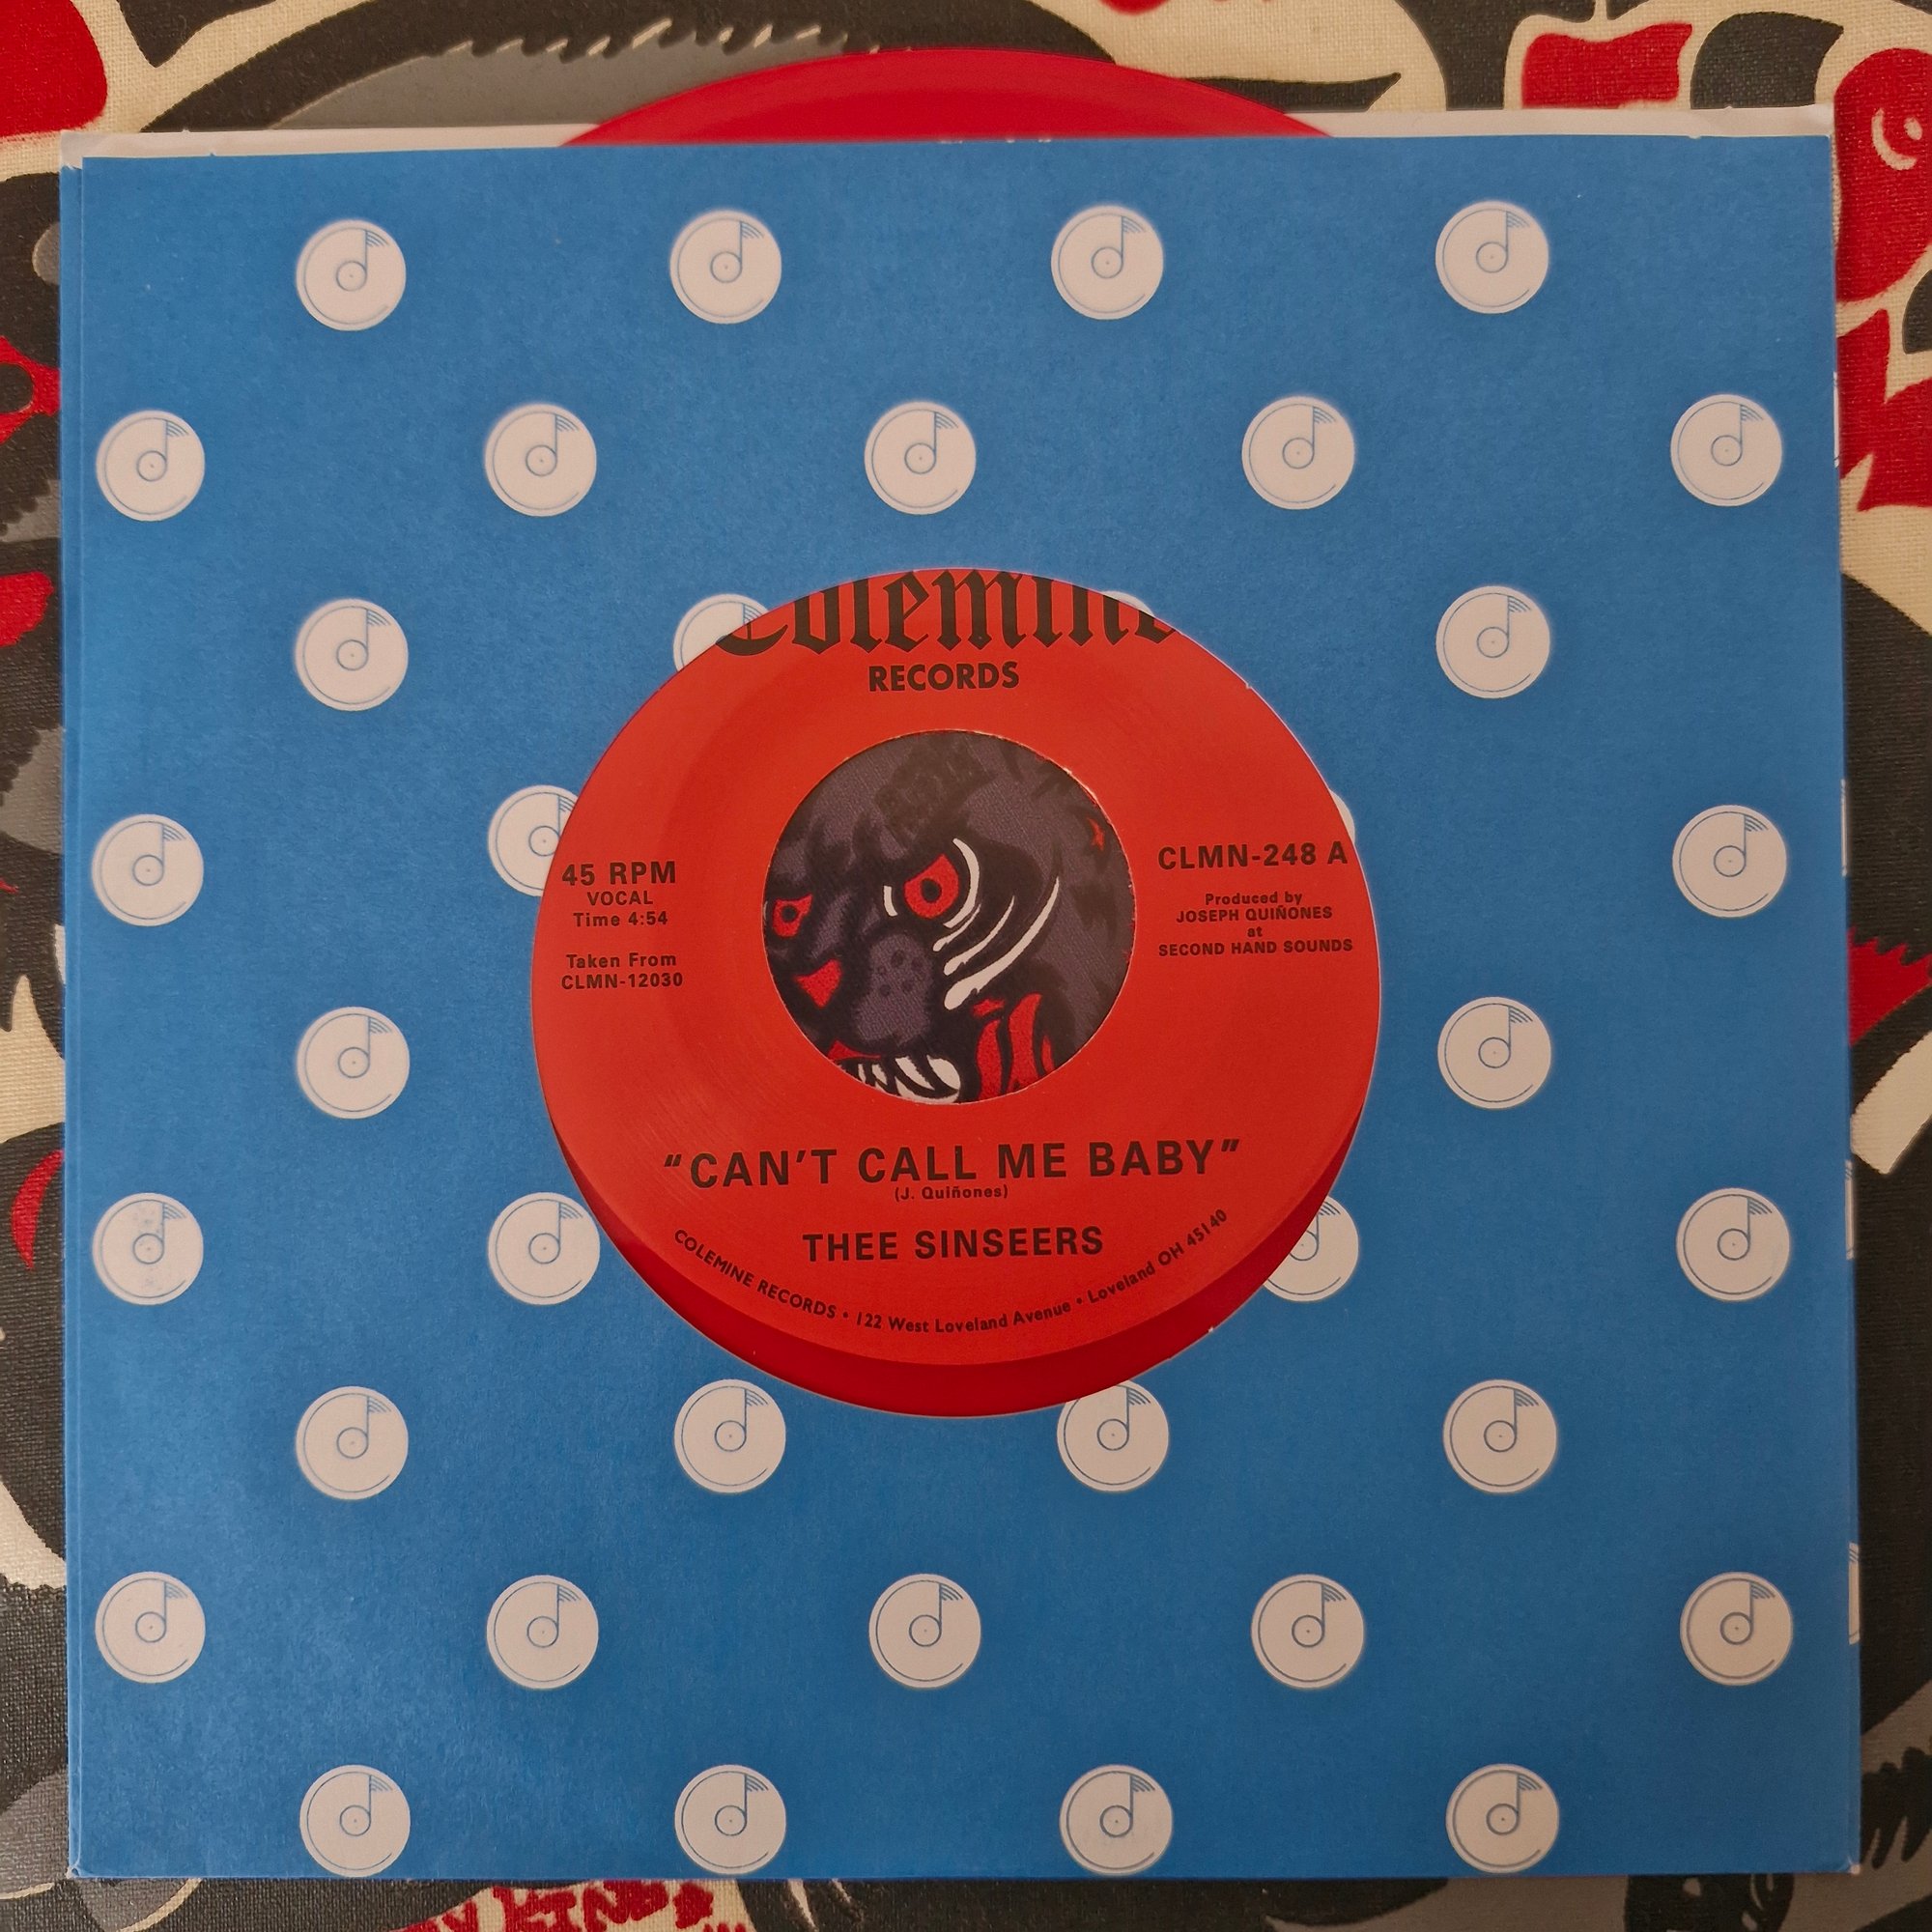 Colemine
RECORDS
45 RPM
VOCAL
Time 4:54
Taken From
CLMN-12030
CLMN-248 A
Produced by
JOSEPH QUIÑONES
at
SECOND HAND SOUNDS
"CAN'T CALL ME BABY"
(J. Quiñones)
THEE SINSEERS
COLEMINE RECORDS • 122 West Loveland Avenue • Loveland OH 45140